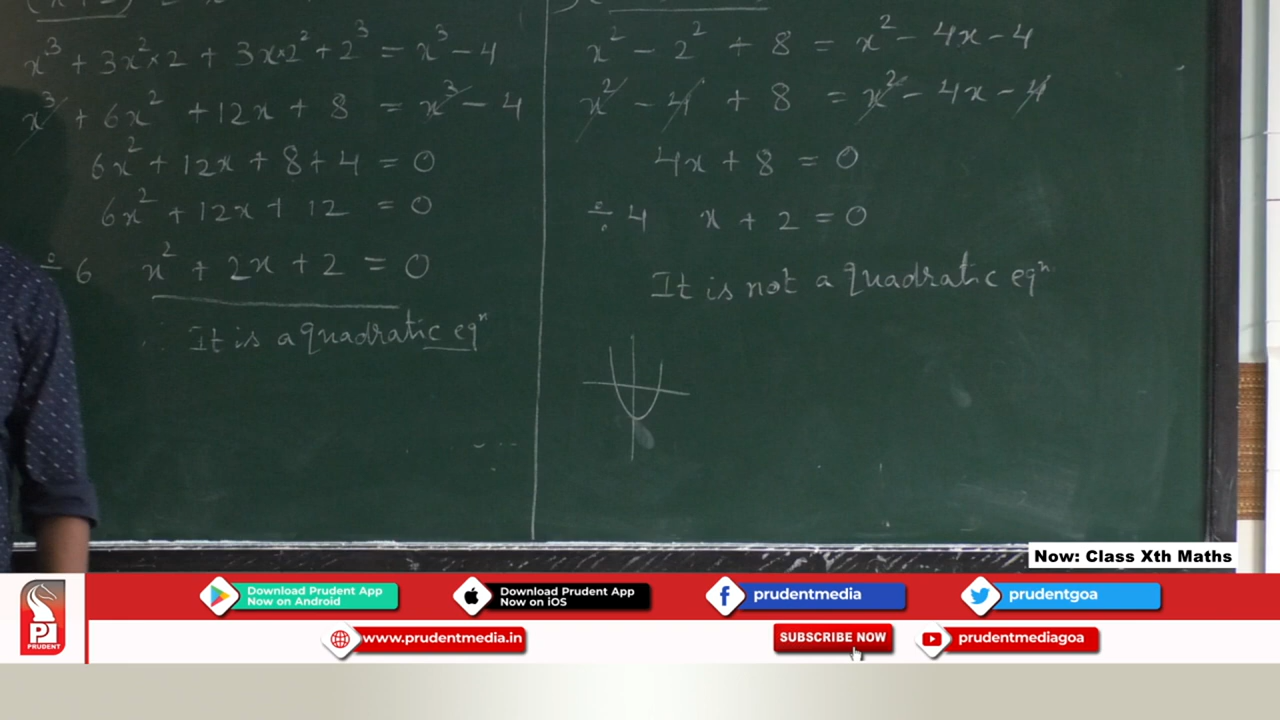 x³ + 3x²×2 + 3x×2² + 2³ = x³ – 4
x³ + 6x² + 12x + 8 = x³ – 4
6x² + 12x + 8 + 4 = 0
6x² + 12x + 12 = 0
÷ 6 x² + 2x + 2 = 0
∴ It is a quadratic eqⁿ
x² – 2² + 8 = x² – 4x – 4
x² – 4 + 8 = x² – 4x – 4
4x + 8 = 0
÷ 4 x + 2 = 0
It is not a quadratic eqⁿ
Now: Class Xth Maths
PRUDENT
Download Prudent App
Now on Android
Download Prudent App
Now on iOS
prudentmedia
prudentgoa
www.prudentmedia.in
SUBSCRIBE NOW
prudentmediagoa